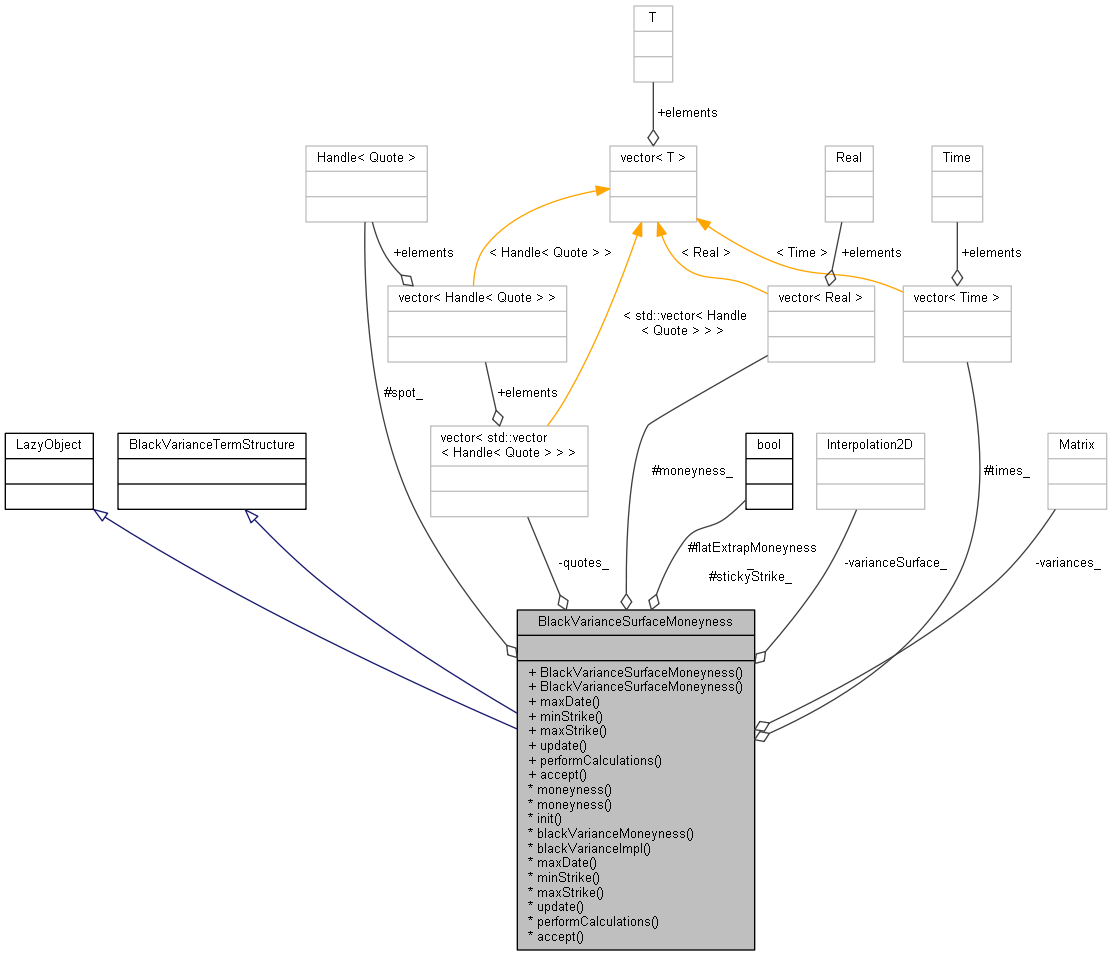 T
+elements
Handle< Quote >
vector< T >
Real
Time
+elements
< Handle< Quote > >
< Real >
< Time >
+elements
+elements
vector< Handle< Quote > >
vector< Real >
vector< Time >
< std::vector< Handle
< Quote > > >
#spot_
+elements
LazyObject
BlackVarianceTermStructure
vector< std::vector
< Handle< Quote > > >
bool
Interpolation2D
Matrix
#moneyness_
#times_
-quotes_
#flatExtrapMoneyness
_
#stickyStrike_
-varianceSurface_
-variances_
BlackVarianceSurfaceMoneyness
+ BlackVarianceSurfaceMoneyness()
+ BlackVarianceSurfaceMoneyness()
+ maxDate()
+ minStrike()
+ maxStrike()
+ update()
+ performCalculations()
+ accept()
* moneyness()
* moneyness()
* init()
* blackVarianceMoneyness()
* blackVarianceImpl()
* maxDate()
* minStrike()
* maxStrike()
* update()
* performCalculations()
* accept()